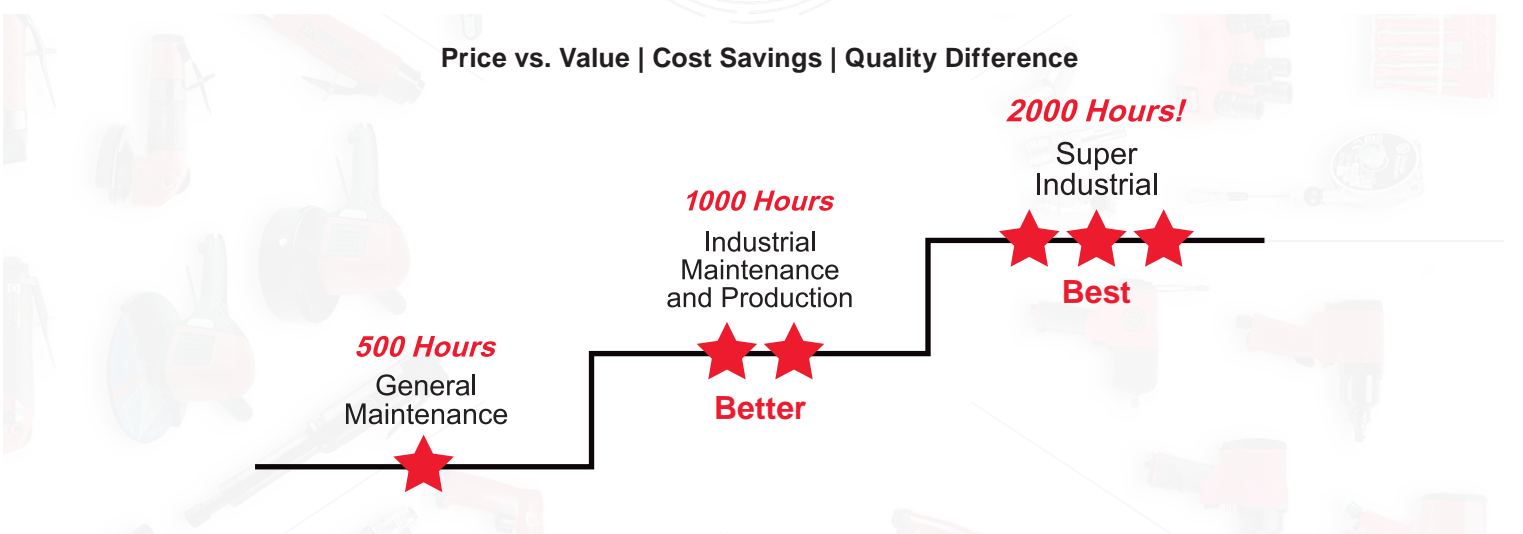 Price vs. Value | Cost Savings | Quality Difference
2000 Hours!
Super
Industrial
Best
1000 Hours
Industrial
Maintenance
and Production
Better
500 Hours
General
Maintenance